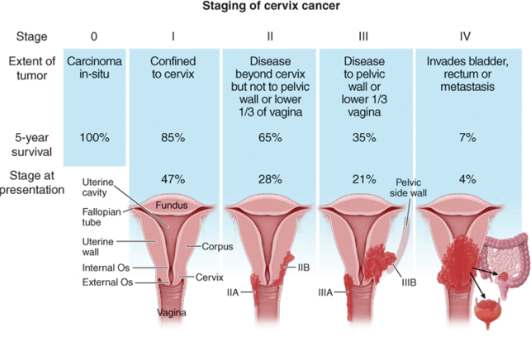 Staging of cervix cancer
Stage 0 I II III IV
Extent of tumor
Carcinoma in-situ
Confined to cervix
Disease beyond cervix but not to pelvic wall or lower 1/3 of vagina
Disease to pelvic wall or lower 1/3 vagina
Invades bladder, rectum or metastasis
5-year survival
100% 85% 65% 35% 7%
Stage at presentation
47% 28% 21% 4%
Uterine cavity
Fallopian tube
Uterine wall
Internal Os
External Os
Fundus
Corpus
Cervix
Vagina
IIA
IIB
IIIA
IIIB
Pelvic side wall